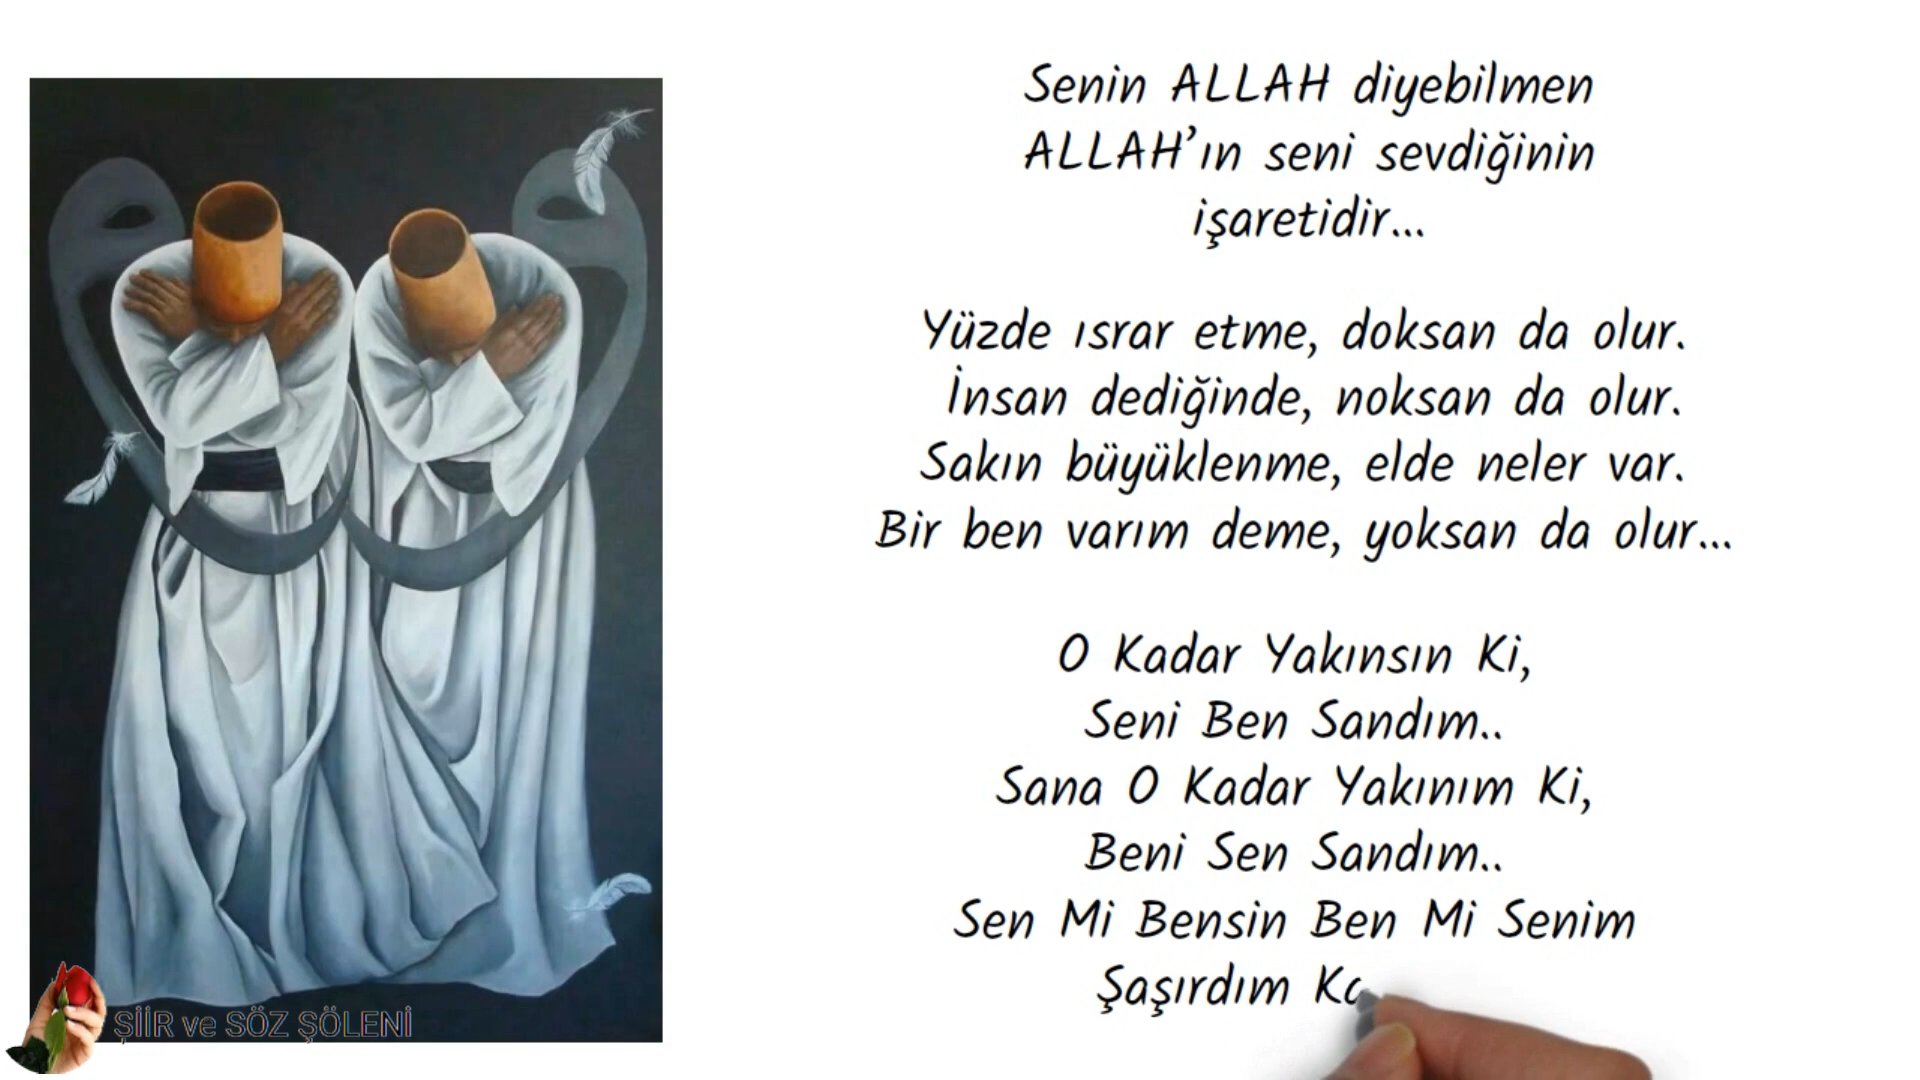 Senin ALLAH diyebilmen
ALLAH’ın seni sevdiğinin
işaretidir...
Yüzde ısrar etme, doksan da olur.
İnsan dediğinde, noksan da olur.
Sakın büyüklenme, elde neler var.
Bir ben varım deme, yoksan da olur...
O Kadar Yakınsın Ki,
Seni Ben Sandım..
Sana O Kadar Yakınım Ki,
Beni Sen Sandım..
Sen Mi Bensin Ben Mi Senim
Şaşırdım
ŞİİR ve SÖZ ŞÖLENİ